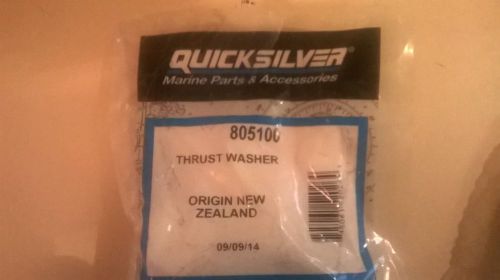 QUICKSILVER®
Marine Parts & Accessories
805100
THRUST WASHER
ORIGIN NEW
ZEALAND
09/09/14